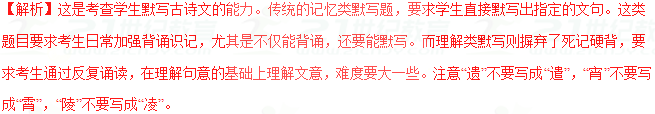 【解析】这是考查学生默写古诗文的能力。传统的记忆类默写题，要求学生直接默写出指定的文句。这类
题目要求考生日常加强背诵识记，尤其是不仅能背诵，还要能默写。而理解类默写则摒弃了死记硬背，要
求考生通过反复诵读，在理解句意的基础上理解文意，难度要大一些。注意“遗”不要写成“遣”，“宵”不要写
成“霄”，“陵”不要写成“凌”。